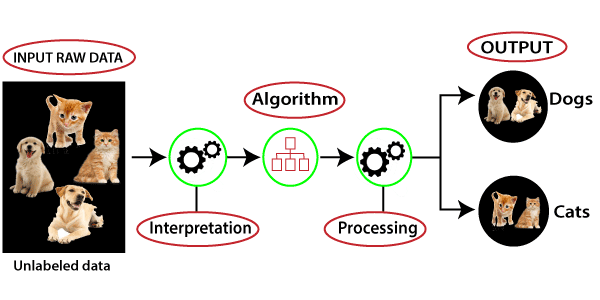 INPUT RAW DATA
OUTPUT
Algorithm
Dogs
Interpretation
Processing
Cats
Unlabeled data